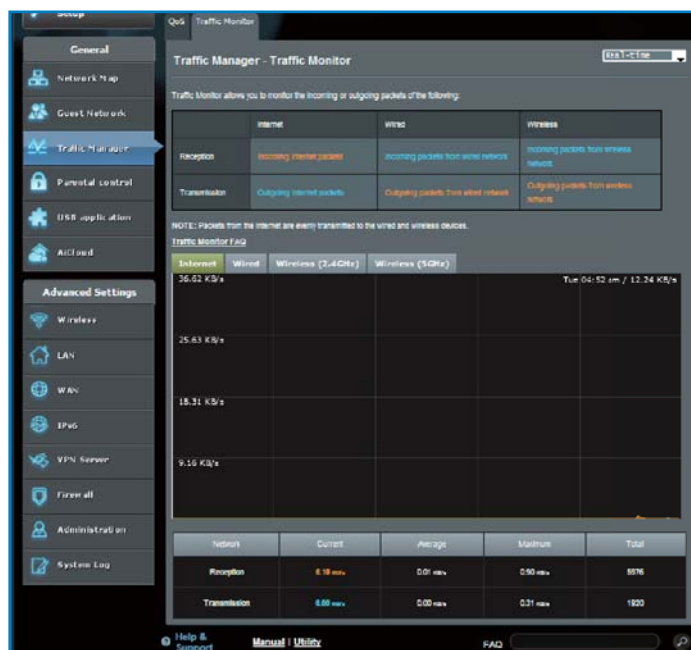 Setup
QoS Traffic Monitor
General
Network Map
Guest Network
Traffic Manager
Parental control
USB application
AiCloud
Advanced Settings
Wireless
LAN
WAN
IPv6
VPN Server
Firewall
Administration
System Log
Traffic Manager - Traffic Monitor
Real-time
Traffic Monitor allows you to monitor the incoming or outgoing packets of the following:
Internet Wired Wireless
Reception Incoming internet packets Incoming packets from wired network Incoming packets from wireless network
Transmission Outgoing internet packets Outgoing packets from wired network Outgoing packets from wireless network
NOTE: Packets from the internet are evenly transmitted to the wired and wireless devices.
Traffic Monitor FAQ
Internet Wired Wireless (2.4GHz) Wireless (5GHz)
36.62 KB/s Tue 04:52 am / 12.24 KB/s
25.63 KB/s
18.31 KB/s
9.16 KB/s
Network Current Average Maximum Total
Reception 0.01 0.90
Transmission 0.00 0.00 0.31 1920
Help & Support Manual | Utility FAQ